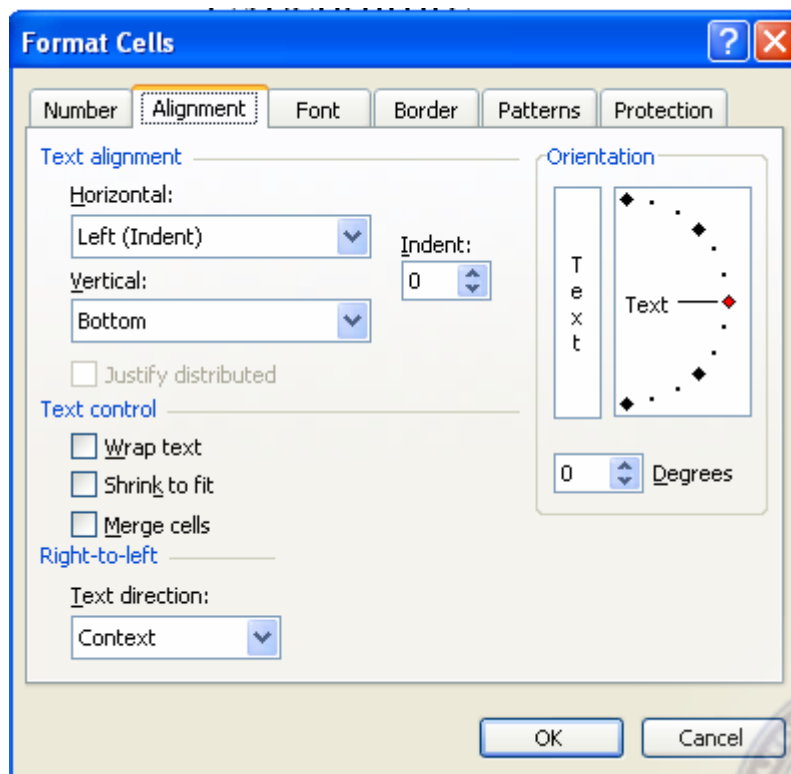 Format Cells
Number Alignment Font Border Patterns Protection
Text alignment
Horizontal:
Left (Indent)
Indent:
0
Vertical:
Bottom
Justify distributed
Text control
Wrap text
Shrink to fit
Merge cells
Right-to-left
Text direction:
Context
Orientation
Text
Text
0 Degrees
OK Cancel